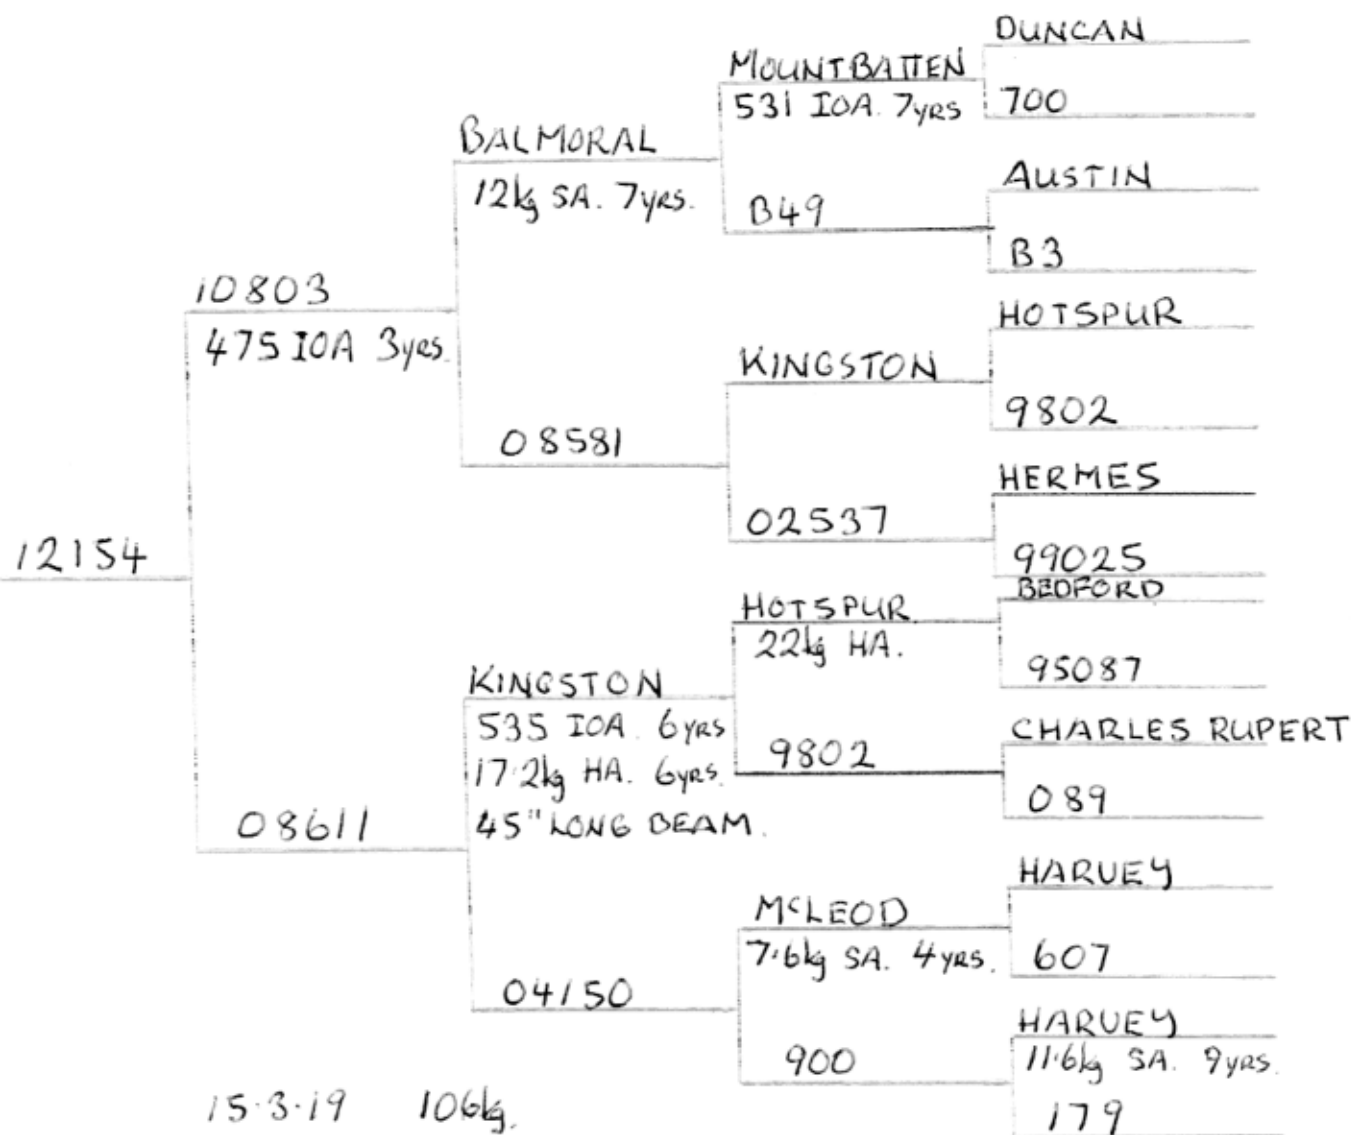 DUNCAN
MOUNTBATTEN
531 IOA. 7yrs
700
BALMORAL
12kg SA. 7yrs.
AUSTIN
B49
B3
10803
475 IOA 3yrs.
HOTSPUR
KINGSTON
9802
08581
HERMES
02537
99025
12154
BEDFORD
HOTSPUR
22kg HA.
95087
KINGSTON
535 IOA. 6yrs
17.2kg HA. 6yrs.
45" LONG BEAM.
CHARLES RUPERT
9802
089
08611
HARVEY
McLEOD
7.6kg SA. 4yrs.
607
04150
HARVEY
11.6kg SA. 9yrs.
900
179
15.3.19 106kg.